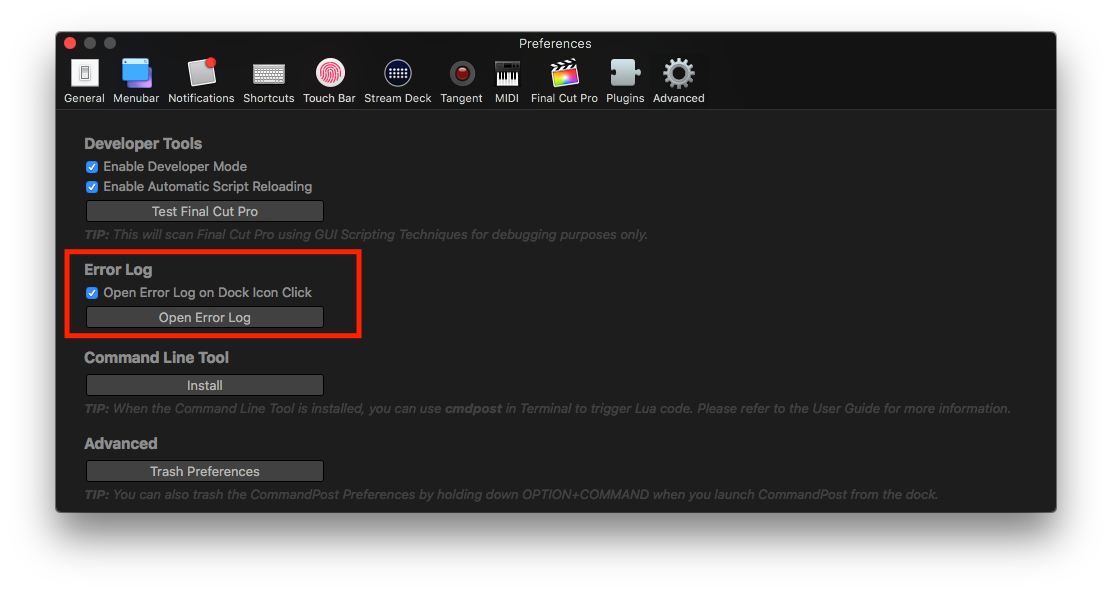 Preferences
General Menubar Notifications Shortcuts Touch Bar Stream Deck Tangent MIDI Final Cut Pro Plugins Advanced
Developer Tools
Enable Developer Mode
Enable Automatic Script Reloading
Test Final Cut Pro
TIP: This will scan Final Cut Pro using GUI Scripting Techniques for debugging purposes only.
Error Log
Open Error Log on Dock Icon Click
Open Error Log
Command Line Tool
Install
TIP: When the Command Line Tool is installed, you can use cmdpost in Terminal to trigger Lua code. Please refer to the User Guide for more information.
Advanced
Trash Preferences
TIP: You can also trash the CommandPost Preferences by holding down OPTION+COMMAND when you launch CommandPost from the dock.